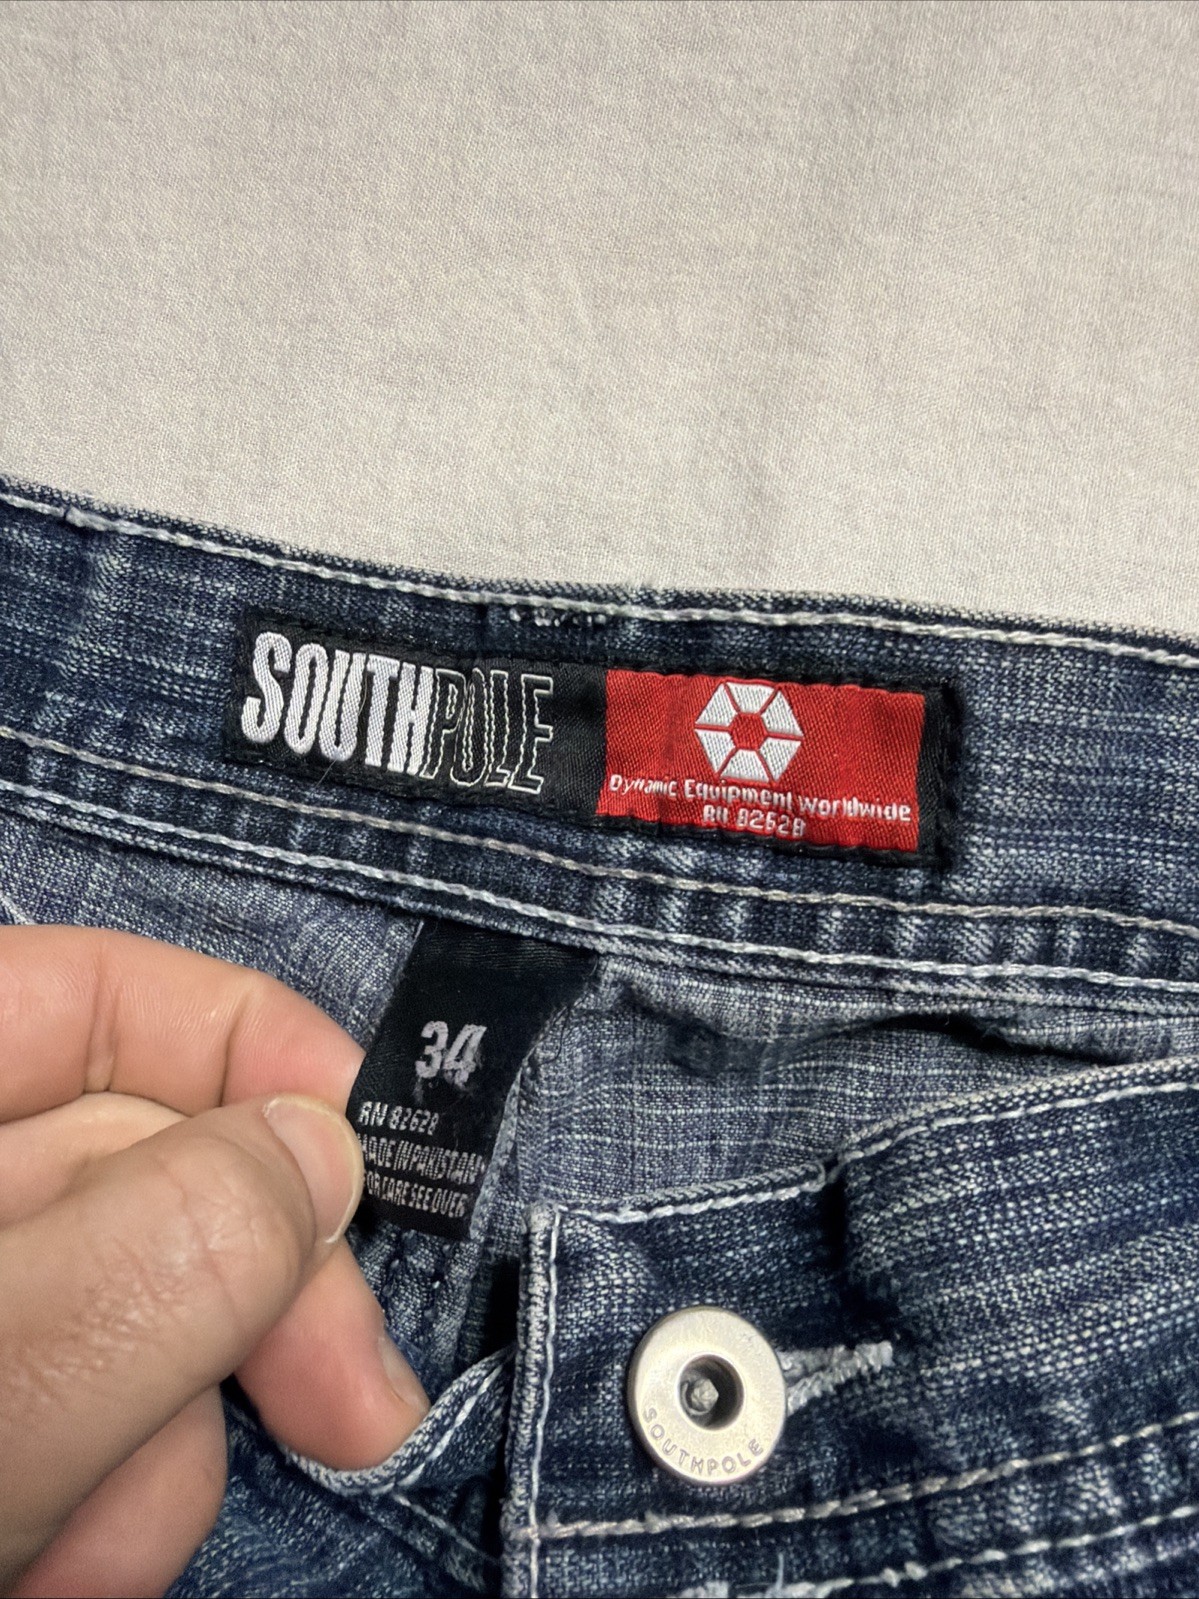 SOUTHPOLE
Dynamic Equipment worldwide
RN 82628
34
RN 82628
MADE IN PAKISTAN
FOR CARE SEE OVER
SOUTHPOLE